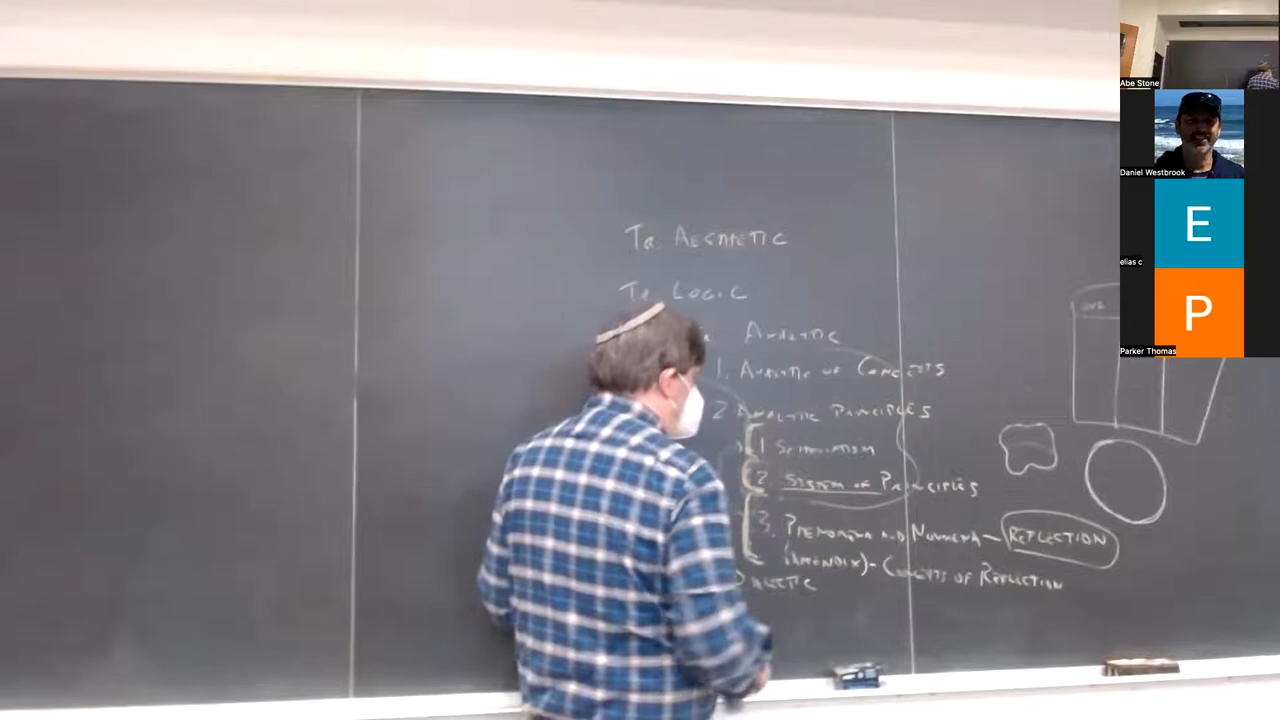 Tr AESTHETIC
Tr LOGIC
ANALYTIC
1. ANALYTIC OF CONCEPTS
2 ANALYTIC PRINCIPLES
1 SCHEMATISM
2. SYSTEM OF PRINCIPLES
3. PHENOMENA AND NOUMENA - REFLECTION
(APPENDIX) - CONCEPTS OF REFLECTION
Abe Stone
Daniel Westbrook
E
elias c
P
Parker Thomas